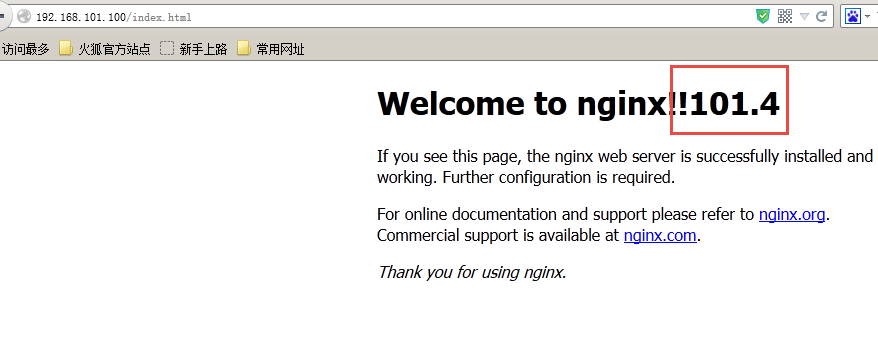 192.168.101.100/index.html
访问最多 火狐官方站点 新手上路 常用网址
Welcome to nginx!!101.4
If you see this page, the nginx web server is successfully installed and
working. Further configuration is required.
For online documentation and support please refer to nginx.org.
Commercial support is available at nginx.com.
Thank you for using nginx.